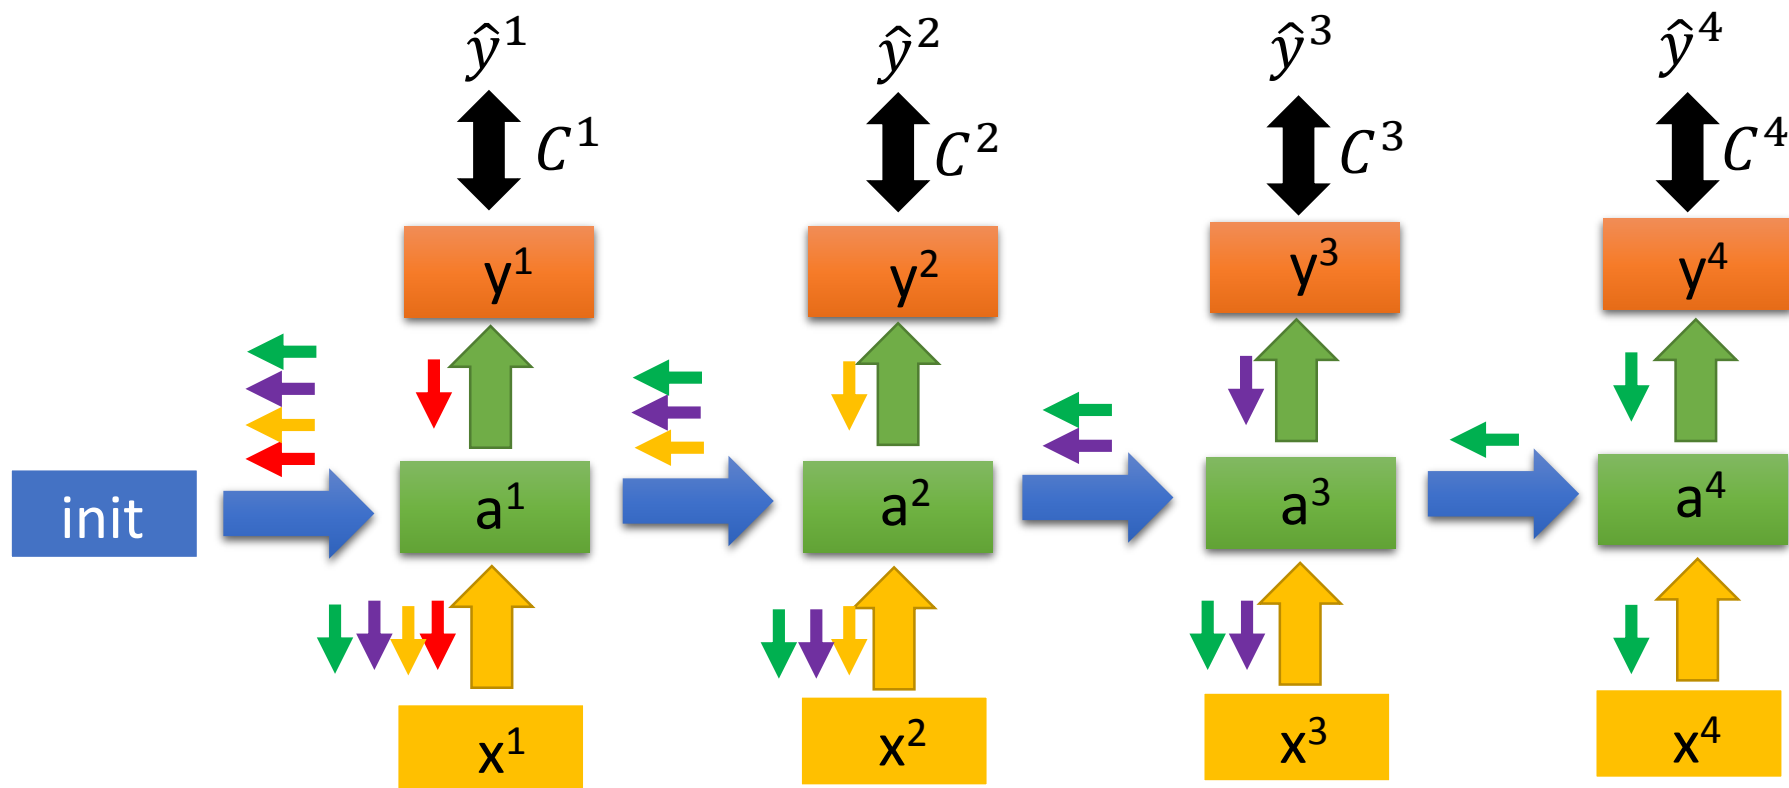 ŷ¹ ŷ² ŷ³ ŷ⁴
C¹ C² C³ C⁴
y¹ y² y³ y⁴
init a¹ a² a³ a⁴
x¹ x² x³ x⁴